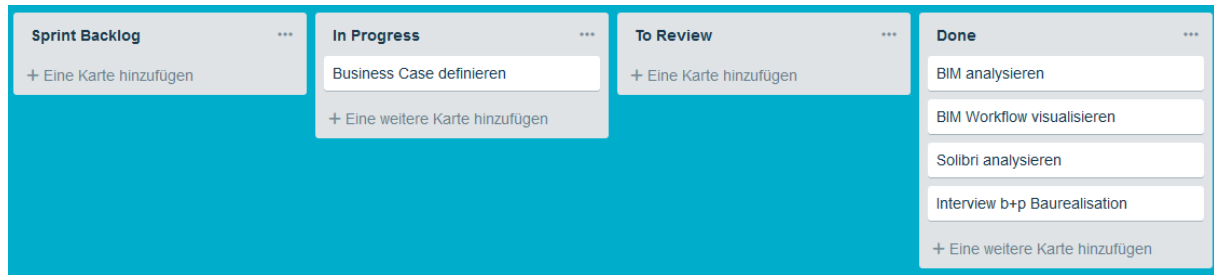 Sprint Backlog
+ Eine Karte hinzufügen
In Progress
Business Case definieren
+ Eine weitere Karte hinzufügen
To Review
+ Eine Karte hinzufügen
Done
BIM analysieren
BIM Workflow visualisieren
Solibri analysieren
Interview b+p Baurealisation
+ Eine weitere Karte hinzufügen